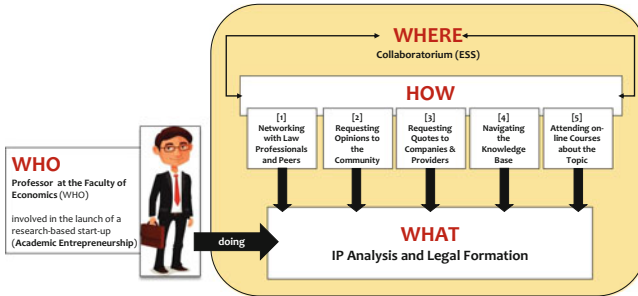 WHERE
Collaboratorium (ESS)
HOW
[1]
Networking with Law
Professionals
and Peers
[2]
Requesting
Opinions to
the
Community
[3]
Requesting
Quotes to
Companies &
Providers
[4]
Navigating
the
Knowledge
Base
[5]
Attending on-
line Courses
about the
Topic
WHO
Professor at the Faculty of
Economics (WHO)
involved in the launch of a
research-based start-up
(Academic Entrepreneurship)
doing
WHAT
IP Analysis and Legal Formation